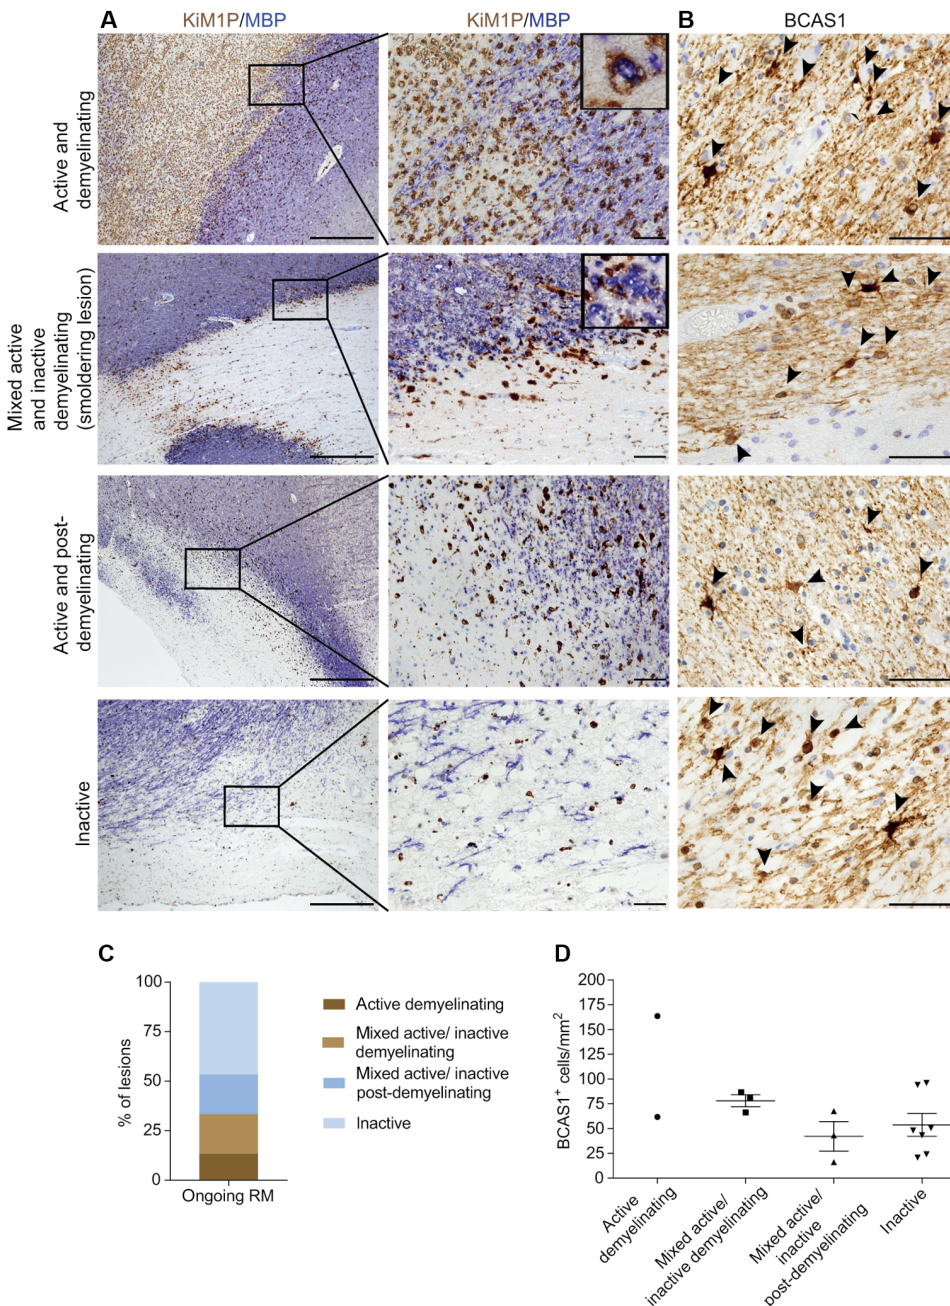 A
KiM1P/MBP
KiM1P/MBP
B
BCAS1
Active and
demyelinating
Mixed active
and inactive
demyelinating
(smoldering lesion)
Active and post-
demyelinating
Inactive
C
% of lesions
100
75
50
25
0
Ongoing RM
Active demyelinating
Mixed active/ inactive
demyelinating
Mixed active/ inactive
post-demyelinating
Inactive
D
BCAS1+ cells/mm2
200
175
150
125
100
75
50
25
0
Active
demyelinating
Mixed active/
inactive demyelinating
Mixed active/
inactive
post-demyelinating
Inactive